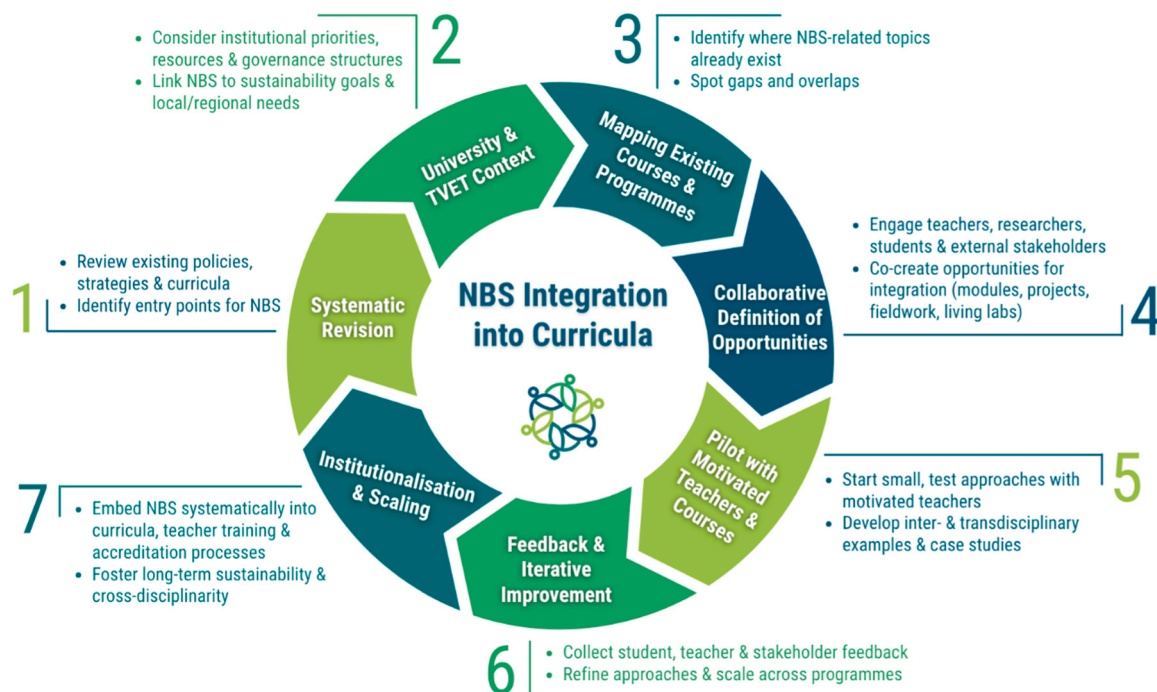 1
• Review existing policies,
strategies & curricula
• Identify entry points for NBS
Systematic
Revision
2
• Consider institutional priorities,
resources & governance structures
• Link NBS to sustainability goals &
local/regional needs
University &
TVET Context
3
• Identify where NBS-related topics
already exist
• Spot gaps and overlaps
Mapping Existing
Courses &
Programmes
4
• Engage teachers, researchers,
students & external stakeholders
• Co-create opportunities for
integration (modules, projects,
fieldwork, living labs)
Collaborative
Definition of
Opportunities
5
• Start small, test approaches with
motivated teachers
• Develop inter- & transdisciplinary
examples & case studies
Pilot with
Motivated
Teachers &
Courses
6
• Collect student, teacher & stakeholder feedback
• Refine approaches & scale across programmes
Feedback &
Iterative
Improvement
7
• Embed NBS systematically into
curricula, teacher training &
accreditation processes
• Foster long-term sustainability &
cross-disciplinarity
Institutionalisation
& Scaling
NBS Integration
into Curricula